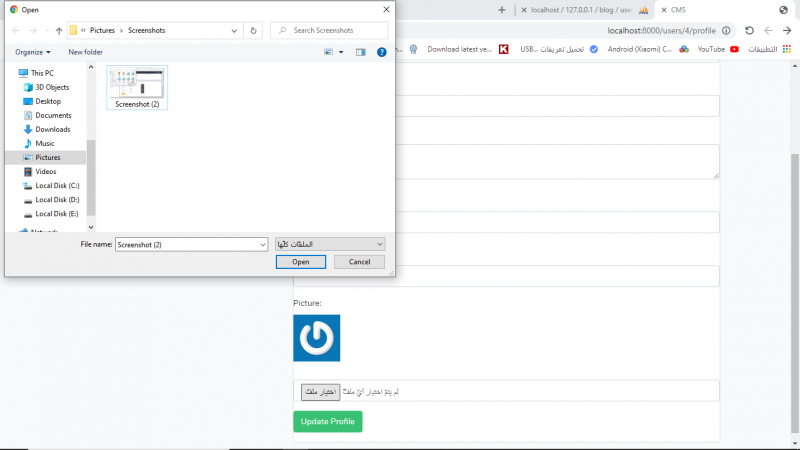 Open
Pictures > Screenshots
Search Screenshots
Organize
New folder
This PC
3D Objects
Desktop
Documents
Downloads
Music
Pictures
Videos
Local Disk (C:)
Local Disk (D:)
Local Disk (E:)
Network
Screenshot (2)
File name:
Screenshot (2)
الملفات كلّها
Open
Cancel
localhost / 127.0.0.1 / blog / users
CMS
localhost:8000/users/4/profile
Download latest ve...
تحميل تعريفات USB...
Android (Xiaomi) C...
YouTube
التطبيقات
Picture:
اختيار ملفّ
لم يتمّ اختيار أيّ ملفّ
Update Profile